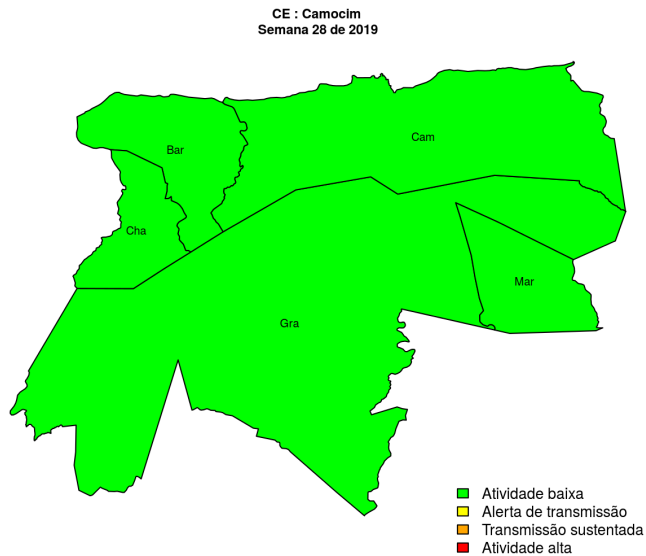 CE : Camocim
Semana 28 de 2019
Bar
Cam
Cha
Mar
Gra
Atividade baixa
Alerta de transmissão
Transmissão sustentada
Atividade alta